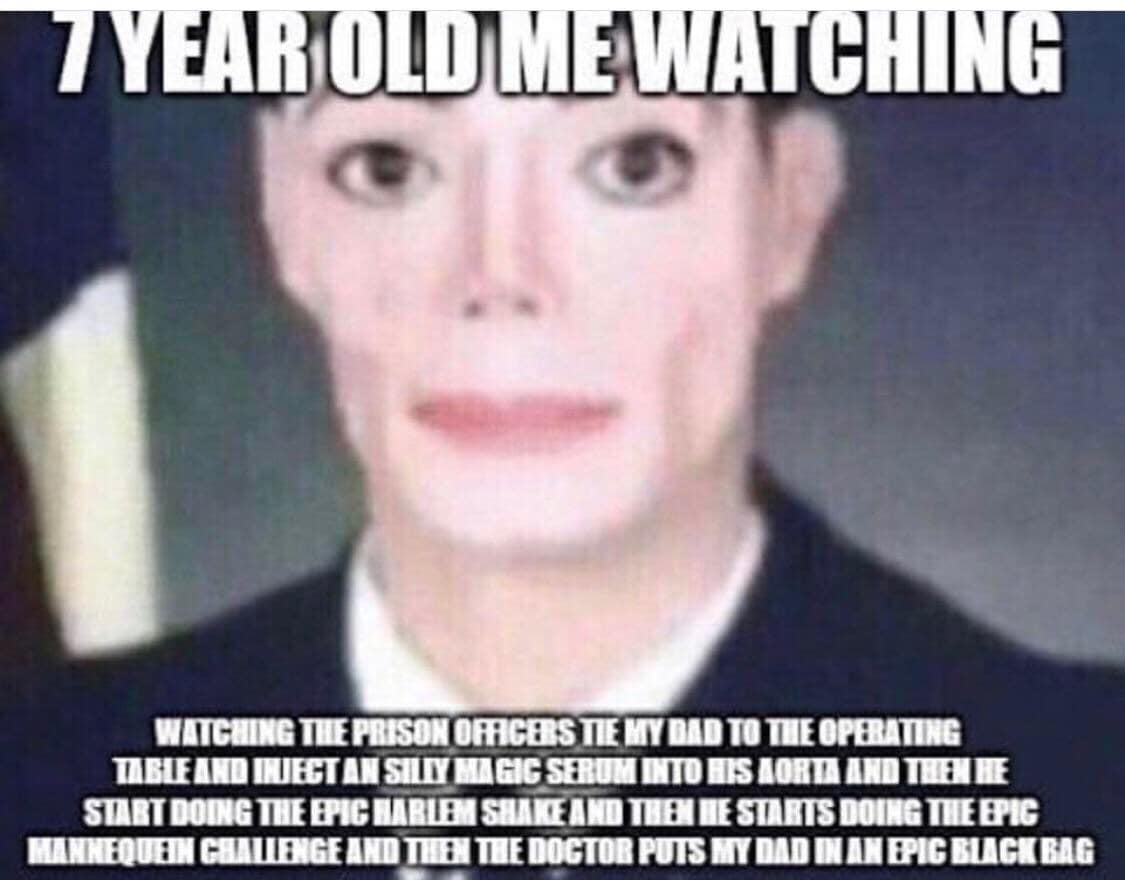 7 YEAR OLD ME WATCHING
WATCHING THE PRISON OFFICERS TIE MY DAD TO THE OPERATING
TABLE AND INJECT AN SILLY MAGIC SERUM INTO HIS AORTA AND THEN HE
START DOING THE EPIC HARLEM SHAKE AND THEN HE STARTS DOING THE EPIC
MANNEQUEIN CHALLENGE AND THEN THE DOCTOR PUTS MY DAD IN AN EPIC BLACK BAG